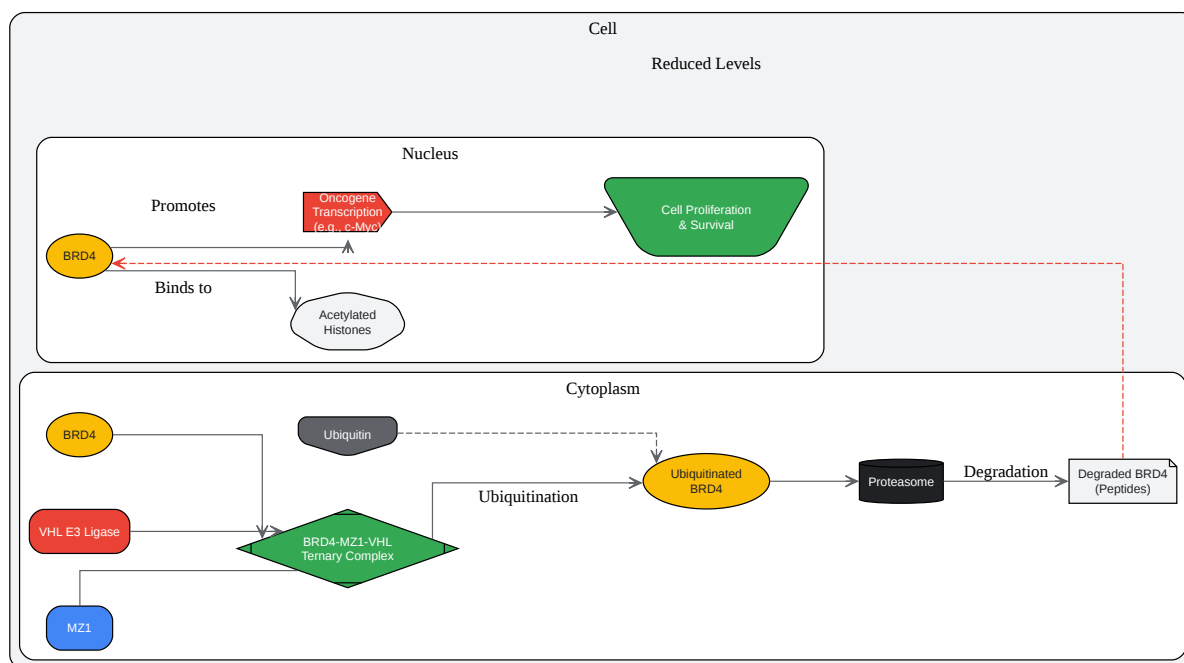 Cell
Reduced Levels
Nucleus
Promotes
Oncogene
Transcription
(e.g., c-Myc)
Cell Proliferation
& Survival
BRD4
Binds to
Acetylated
Histones
Cytoplasm
BRD4
Ubiquitin
Ubiquitinated
BRD4
Ubiquitination
Proteasome
Degradation
Degraded BRD4
(Peptides)
VHL E3 Ligase
BRD4-MZ1-VHL
Ternary Complex
MZ1